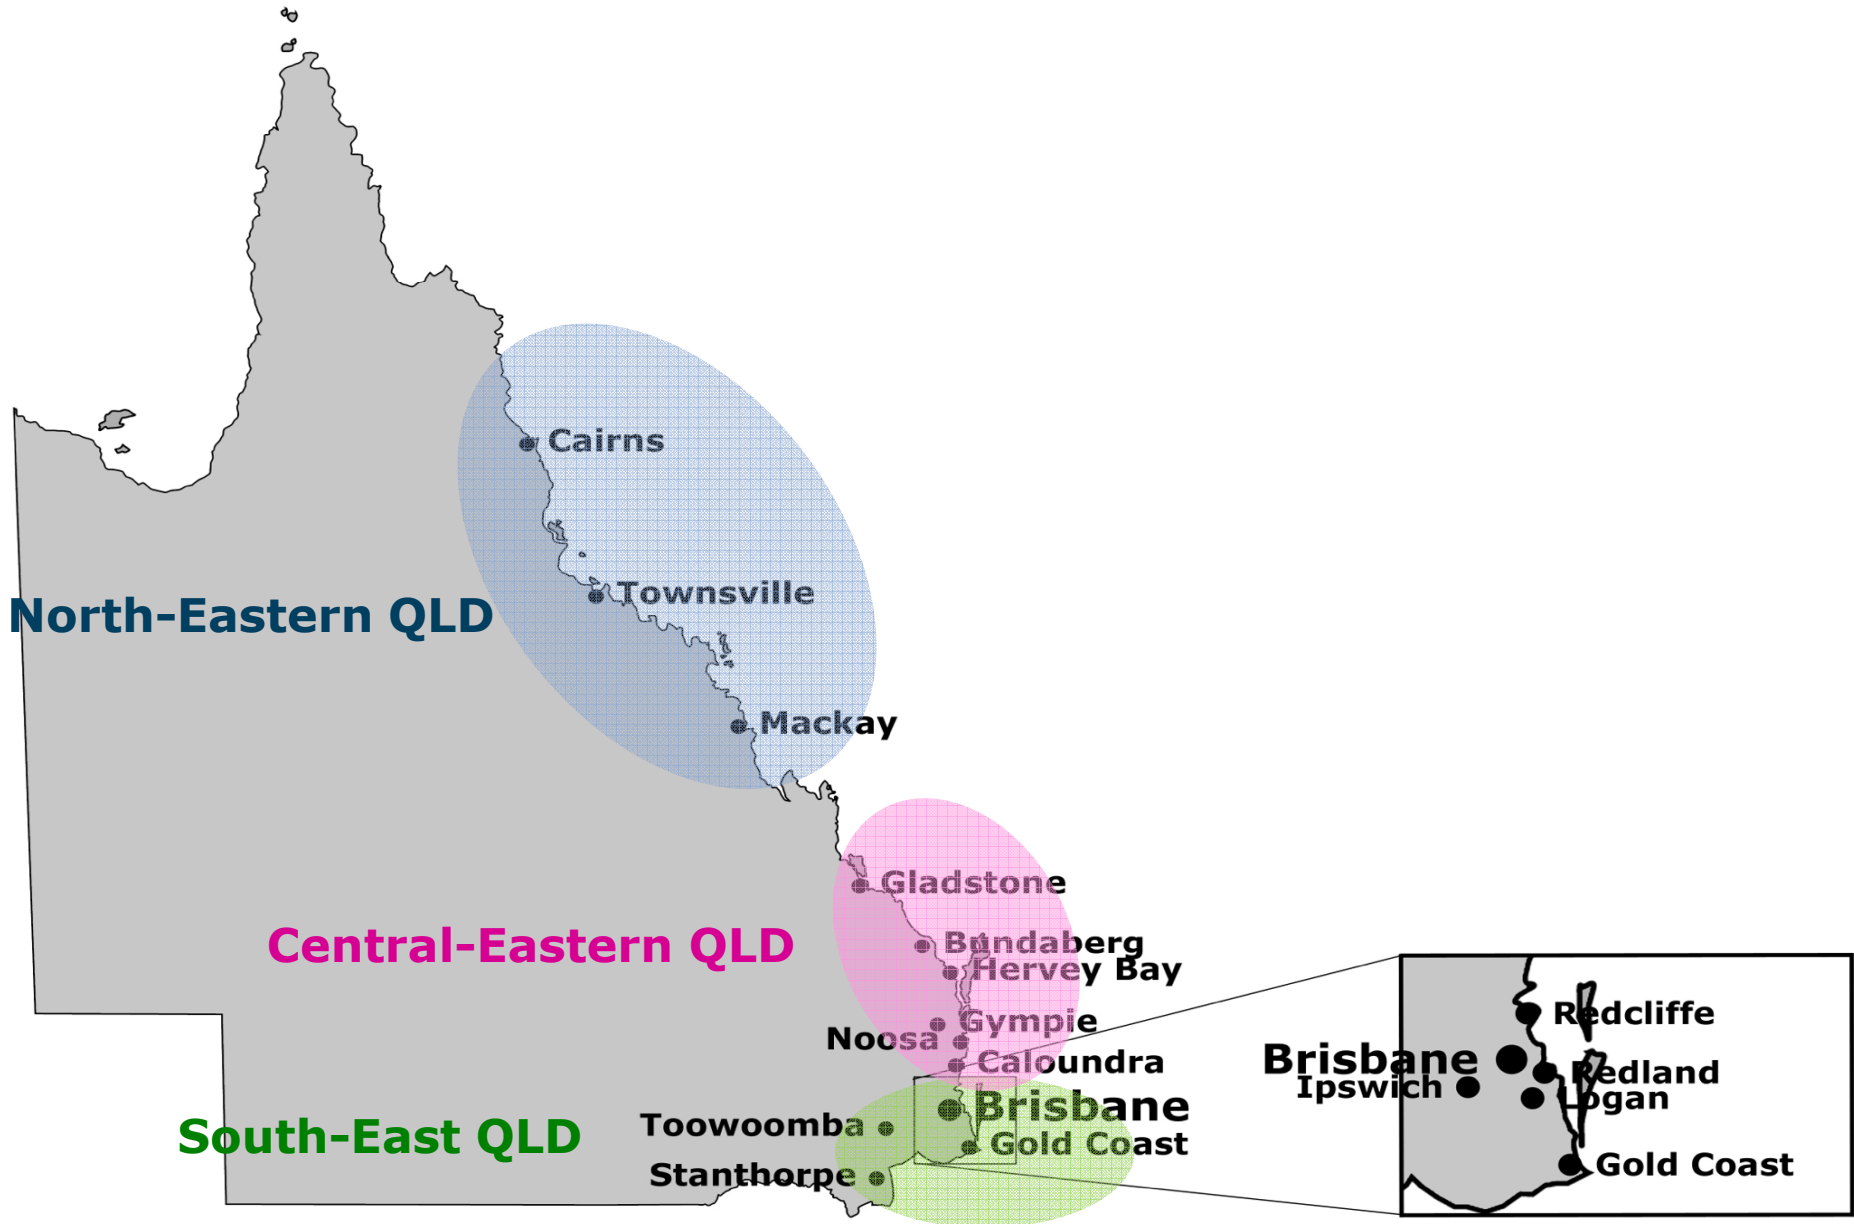 Cairns
Townsville
North-Eastern QLD
Mackay
Gladstone
Central-Eastern QLD
Bundaberg
Hervey Bay
Gympie
Noosa
Caloundra
Brisbane
Toowoomba
South-East QLD
Gold Coast
Stanthorpe
Redcliffe
Brisbane
Redland
Ipswich
Logan
Gold Coast